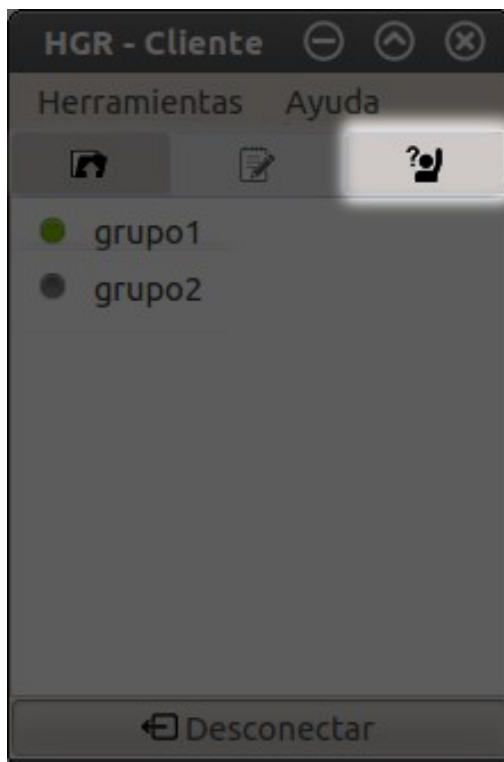 HGR - Cliente
Herramientas Ayuda
?
grupo1
grupo2
Desconectar